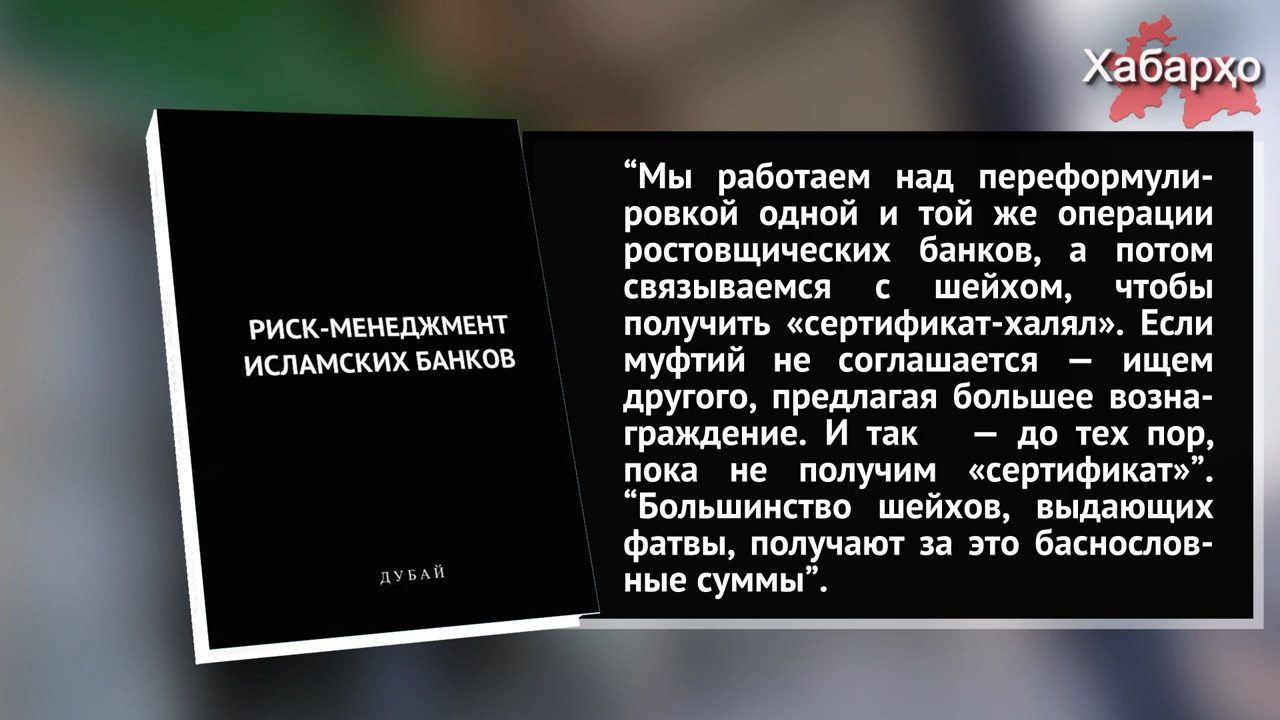 Хабарҳо
РИСК-МЕНЕДЖМЕНТ
ИСЛАМСКИХ БАНКОВ
ДУБАЙ
“Мы работаем над переформули-
ровкой одной и той же операции
ростовщических банков, а потом
связываемся с шейхом, чтобы
получить «сертификат-халял». Если
муфтий не соглашается — ищем
другого, предлагая большее возна-
граждение. И так — до тех пор,
пока не получим «сертификат»”.
“Большинство шейхов, выдающих
фатвы, получают за это баснослов-
ные суммы”.